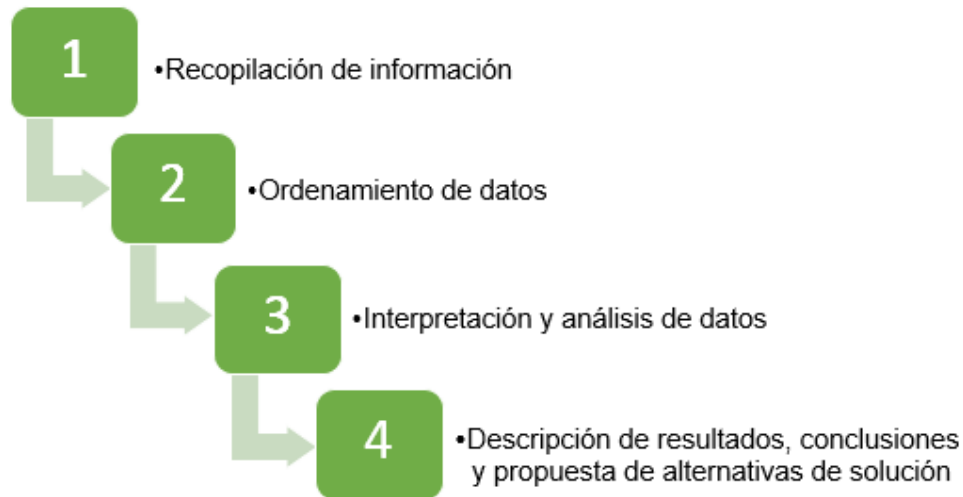 1
•Recopilación de información
2
•Ordenamiento de datos
3
•Interpretación y análisis de datos
4
•Descripción de resultados, conclusiones
y propuesta de alternativas de solución